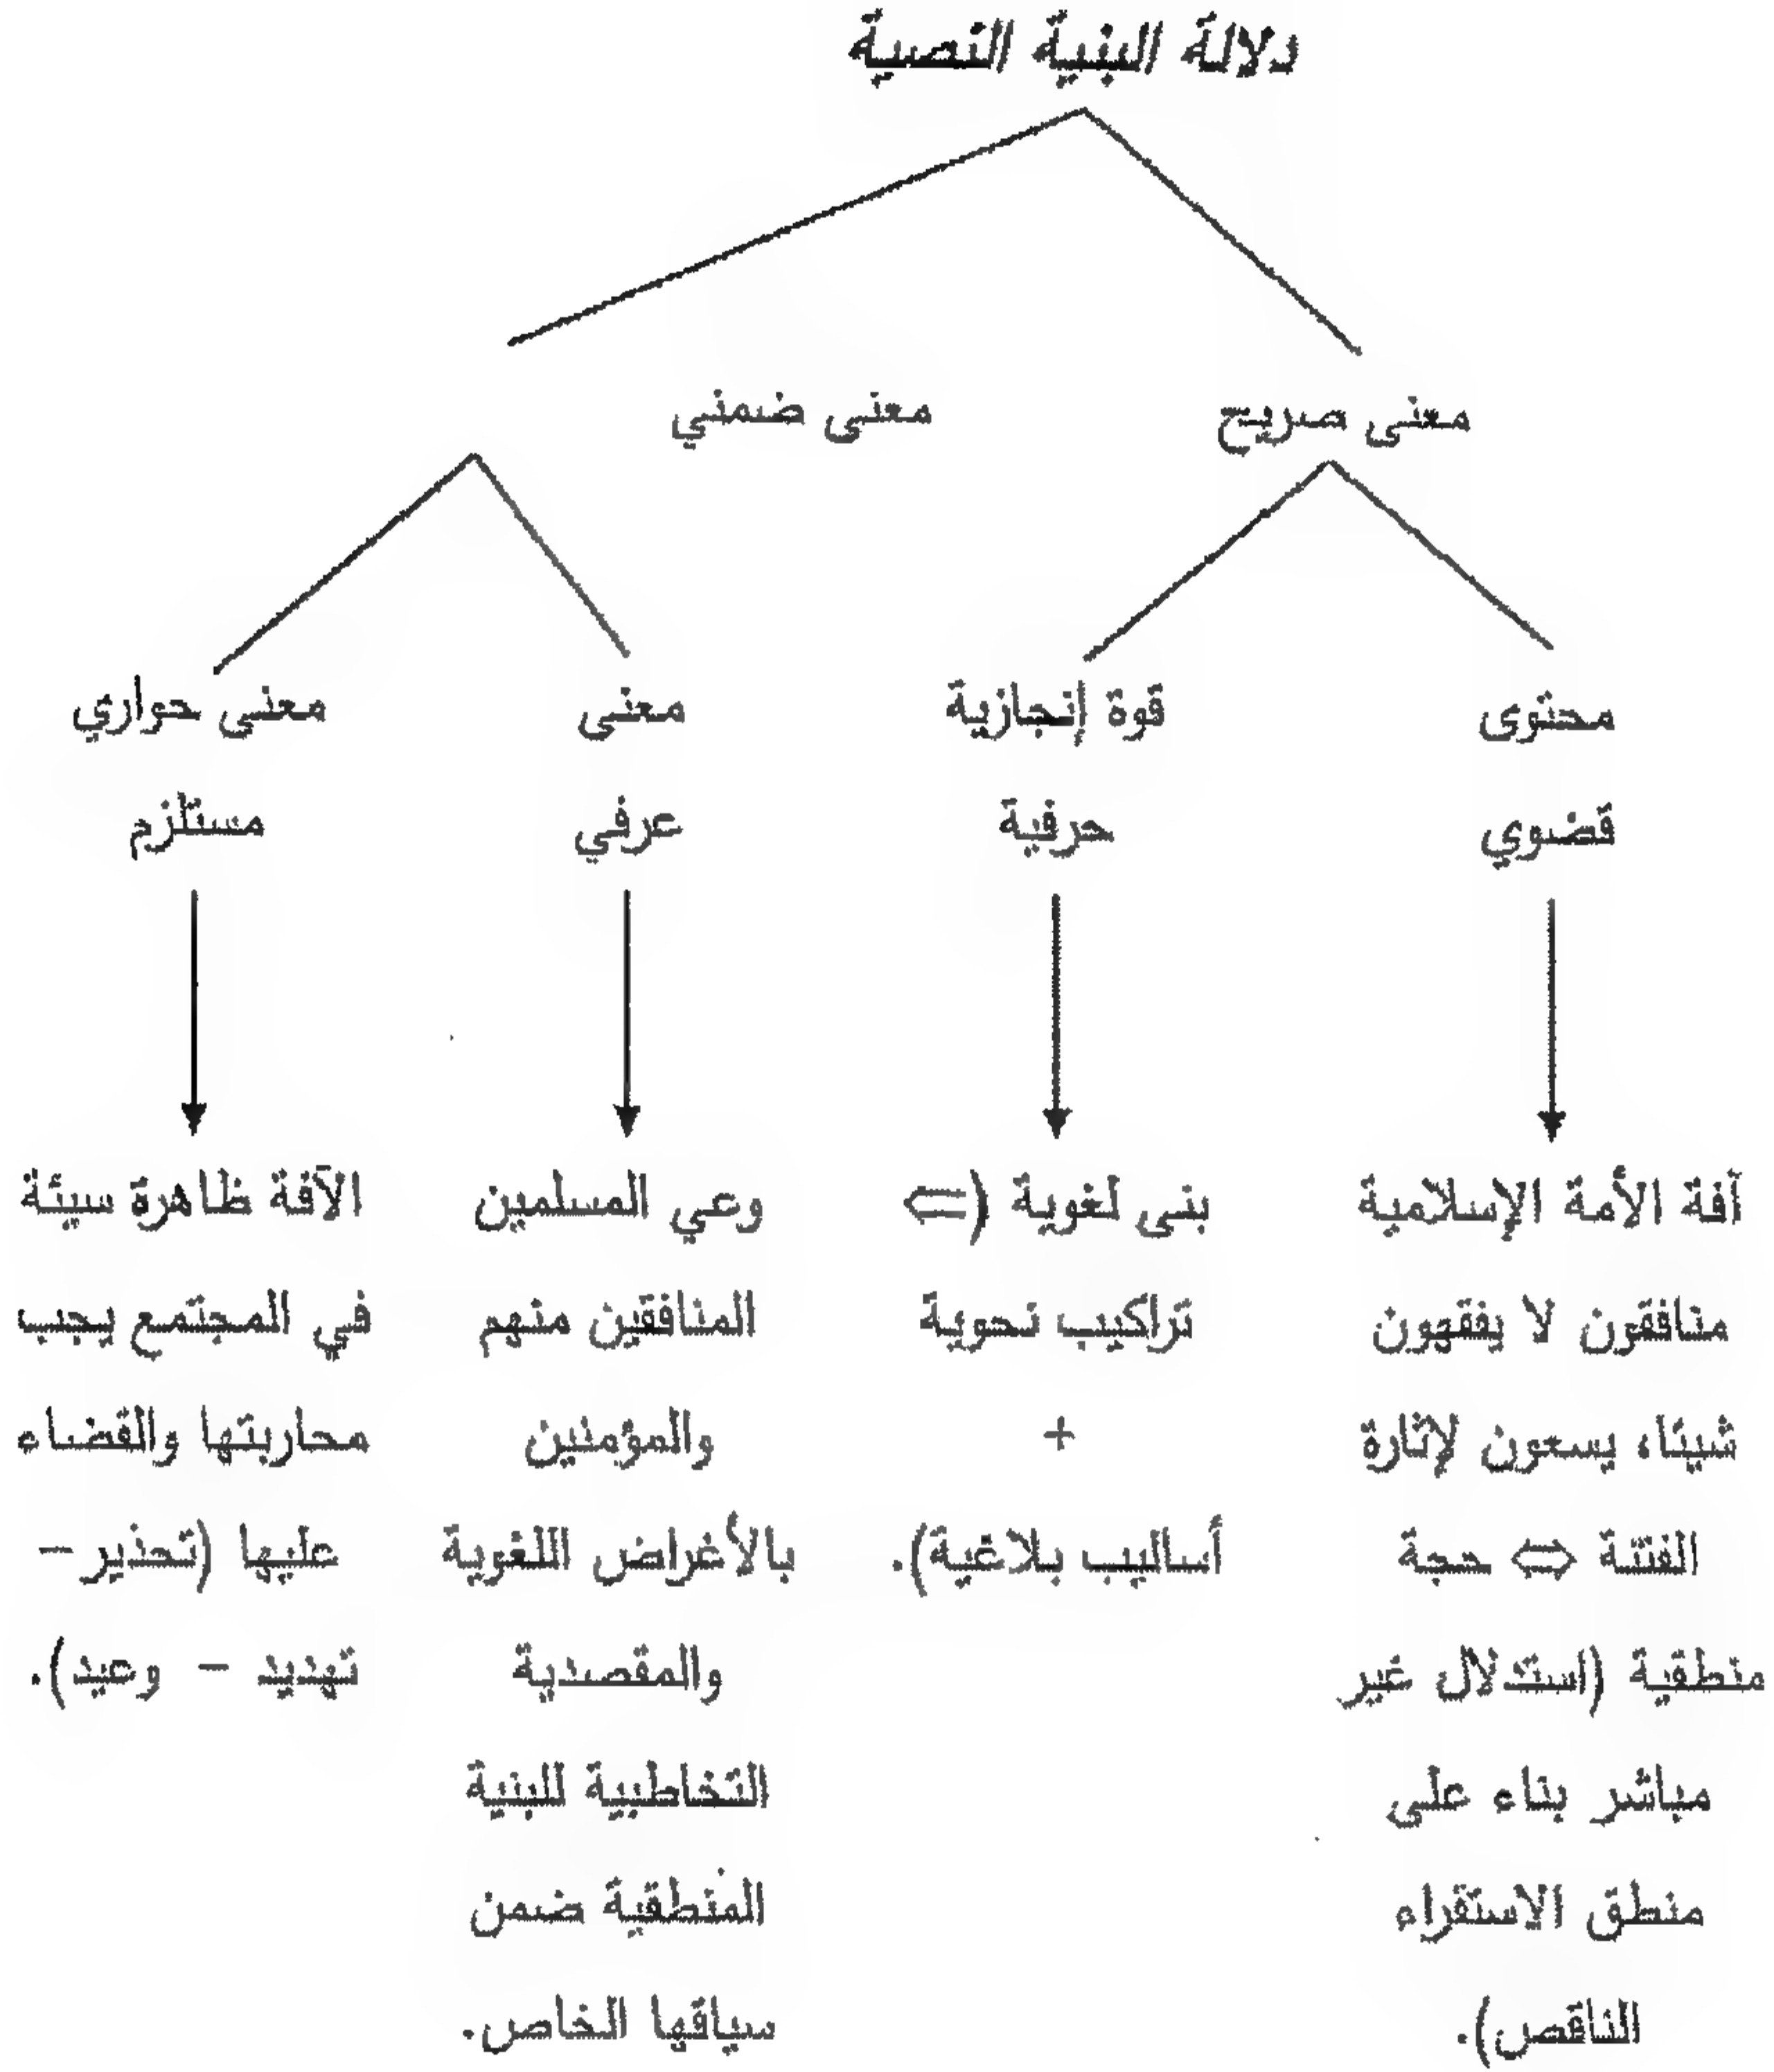 دلالة البنية النصية
معنى صريح
معنى ضمني
محتوى
قضوي
قوة إنجازية
حرفية
معنى
عرفي
معنى حواري
مستلزم
آفة الأمة الإسلامية
منافقون لا يفقهون
شيئا، يسعون لإثارة
الفتنة ⇔ حجة
منطقية (استدلال غير
مباشر بناء على
منطق الاستقراء
الناقص).
بنى لغوية (⇐
تراكيب نحوية
+
أساليب بلاغية).
وعي المسلمين
المنافقين منهم
والمؤمنين
بالأغراض اللغوية
والمقصدية
التخاطبية للبنية
المنطقية ضمن
سياقها الخاص.
الآفة ظاهرة سيئة
في المجتمع يجب
محاربتها والقضاء
عليها (تحذير –
تهديد – وعيد).